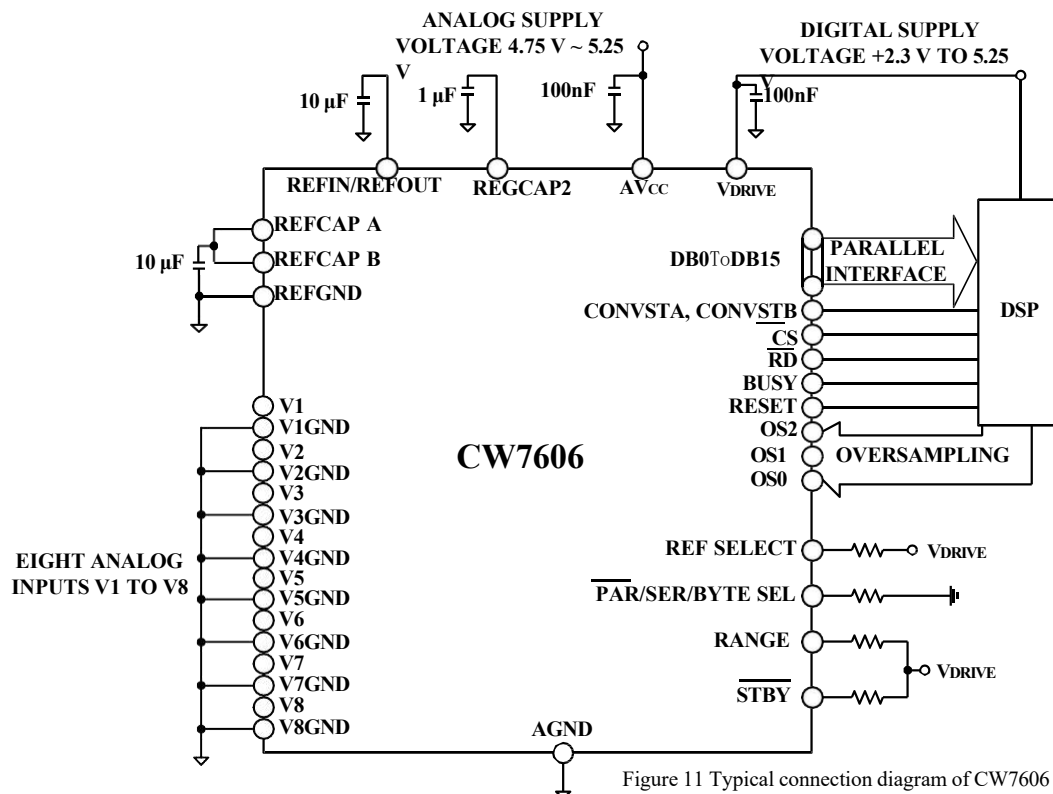 ANALOG SUPPLY
VOLTAGE 4.75 V ~ 5.25
V
DIGITAL SUPPLY
VOLTAGE +2.3 V TO 5.25
V
10 µF
1 µF
100nF
100nF
REFIN/REFOUT
REGCAP2
AVCC
VDRIVE
REFCAP A
REFCAP B
REFGND
10 µF
DB0ToDB15
PARALLEL
INTERFACE
DSP
CONVSTA, CONVSTB
CS
RD
BUSY
RESET
OS2
OS1
OS0
OVERSAMPLING
V1
V1GND
V2
V2GND
V3
V3GND
V4
V4GND
V5
V5GND
V6
V6GND
V7
V7GND
V8
V8GND
EIGHT ANALOG
INPUTS V1 TO V8
CW7606
REF SELECT
VDRIVE
PAR/SER/BYTE SEL
RANGE
STBY
VDRIVE
AGND
Figure 11 Typical connection diagram of CW7606